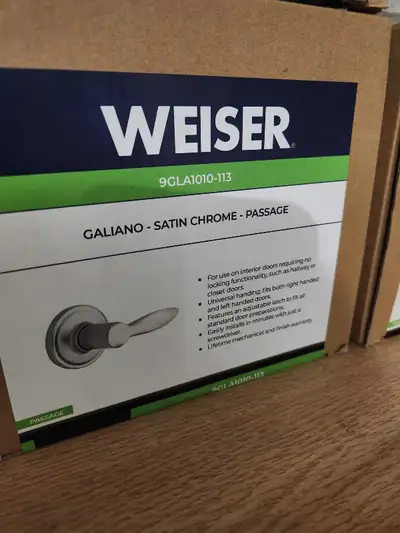 WEISER®
9GLA1010-113
GALIANO - SATIN CHROME - PASSAGE
• For use on interior doors requiring no
locking functionality, such as hallway or
closet doors.
• Universal handing; fits both right handed
and left handed doors.
• Features an adjustable latch to fit all
standard door preparations.
• Easily installs in minutes with just a
screwdriver.
• Lifetime mechanical and finish warranty.
PASSAGE
9GLA1010-113